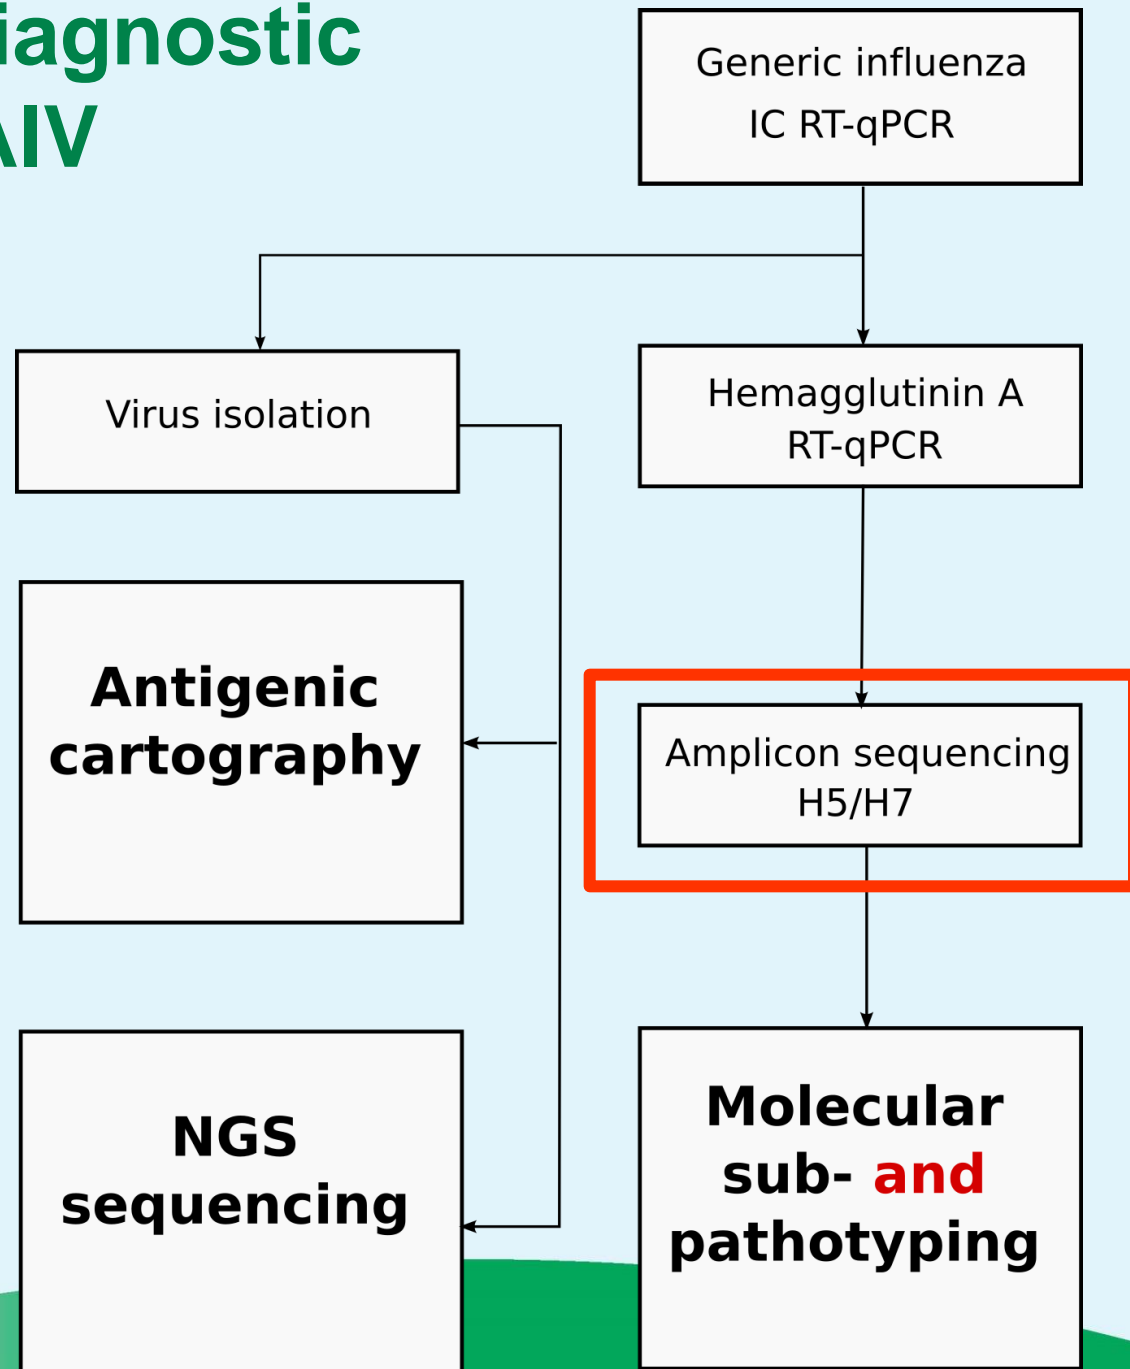 iagnostic
AIV
Generic influenza
IC RT-qPCR
Virus isolation
Hemagglutinin A
RT-qPCR
Antigenic
cartography
Amplicon sequencing
H5/H7
NGS
sequencing
Molecular
sub- and
pathotyping